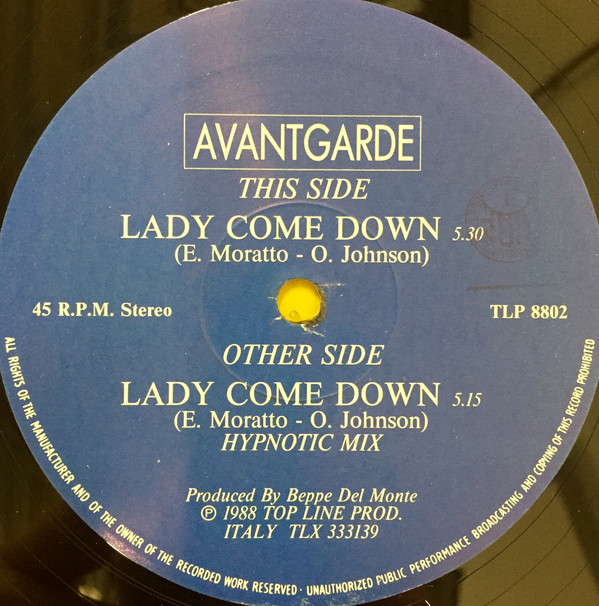 AVANTGARDE
THIS SIDE
LADY COME DOWN 5.30
(E. Moratto - O. Johnson)
45 R.P.M. Stereo
TLP 8802
OTHER SIDE
LADY COME DOWN 5.15
(E. Moratto - O. Johnson)
HYPNOTIC MIX
Produced By Beppe Del Monte
℗ 1988 TOP LINE PROD.
ITALY TLX 333139
ALL RIGHTS OF THE MANUFACTURER AND OF THE OWNER OF THE RECORDED WORK RESERVED · UNAUTHORIZED PUBLIC PERFORMANCE BROADCASTING AND COPYING OF THIS RECORD PROHIBITED